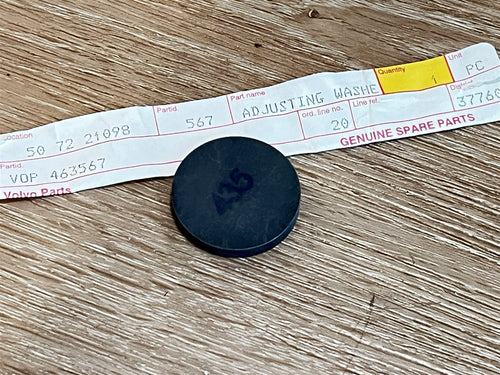 Location Partid. Part name Quantity Unit
50 72 21098 567 ADJUSTING WASHE 1 PC
Partid. ord. line no. Line ref.
VOP 463567 20 37760
Volvo Parts GENUINE SPARE PARTS
435